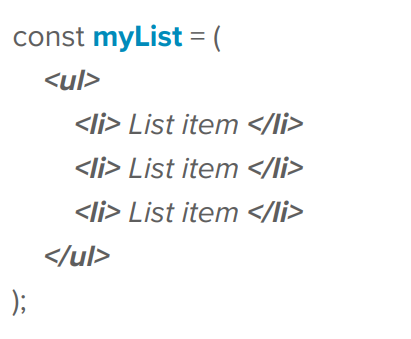 const myList = (
<ul>
<li> List item </li>
<li> List item </li>
<li> List item </li>
</ul>
);